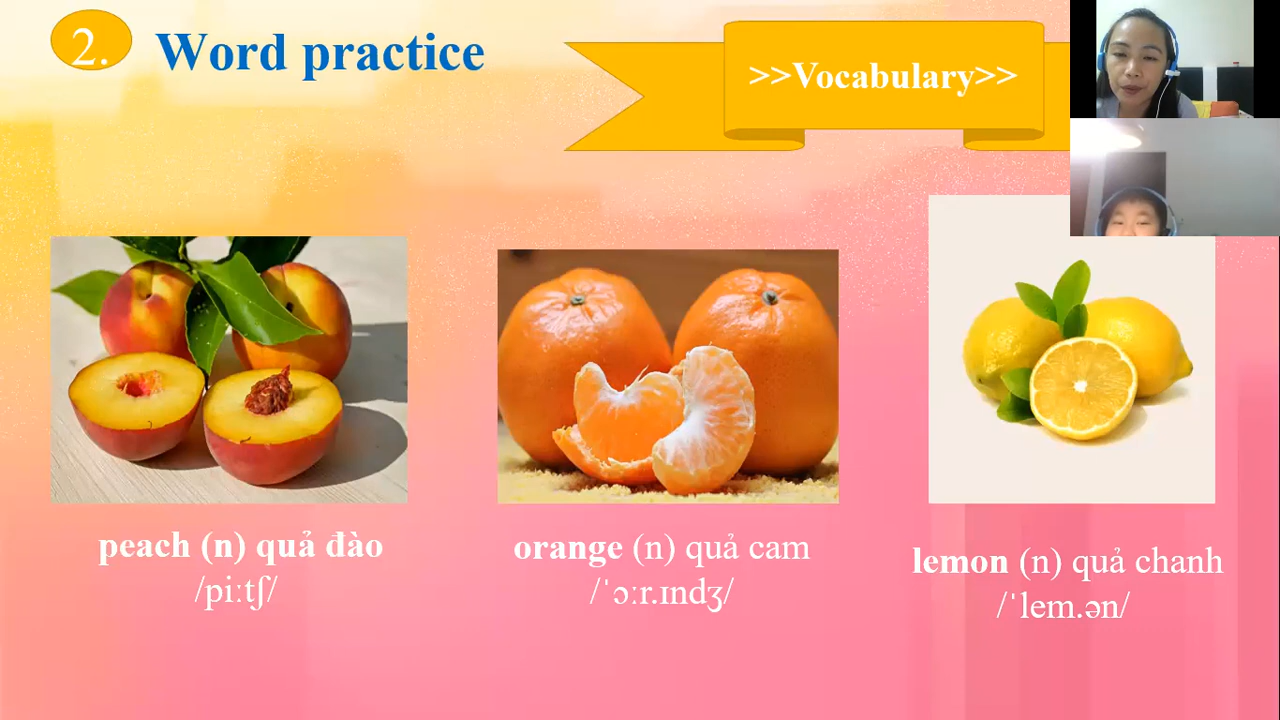 2.
Word practice
>>Vocabulary>>
peach (n) quả đào
/piːtʃ/
orange (n) quả cam
/ˈɔːr.ɪndʒ/
lemon (n) quả chanh
/ˈlem.ən/